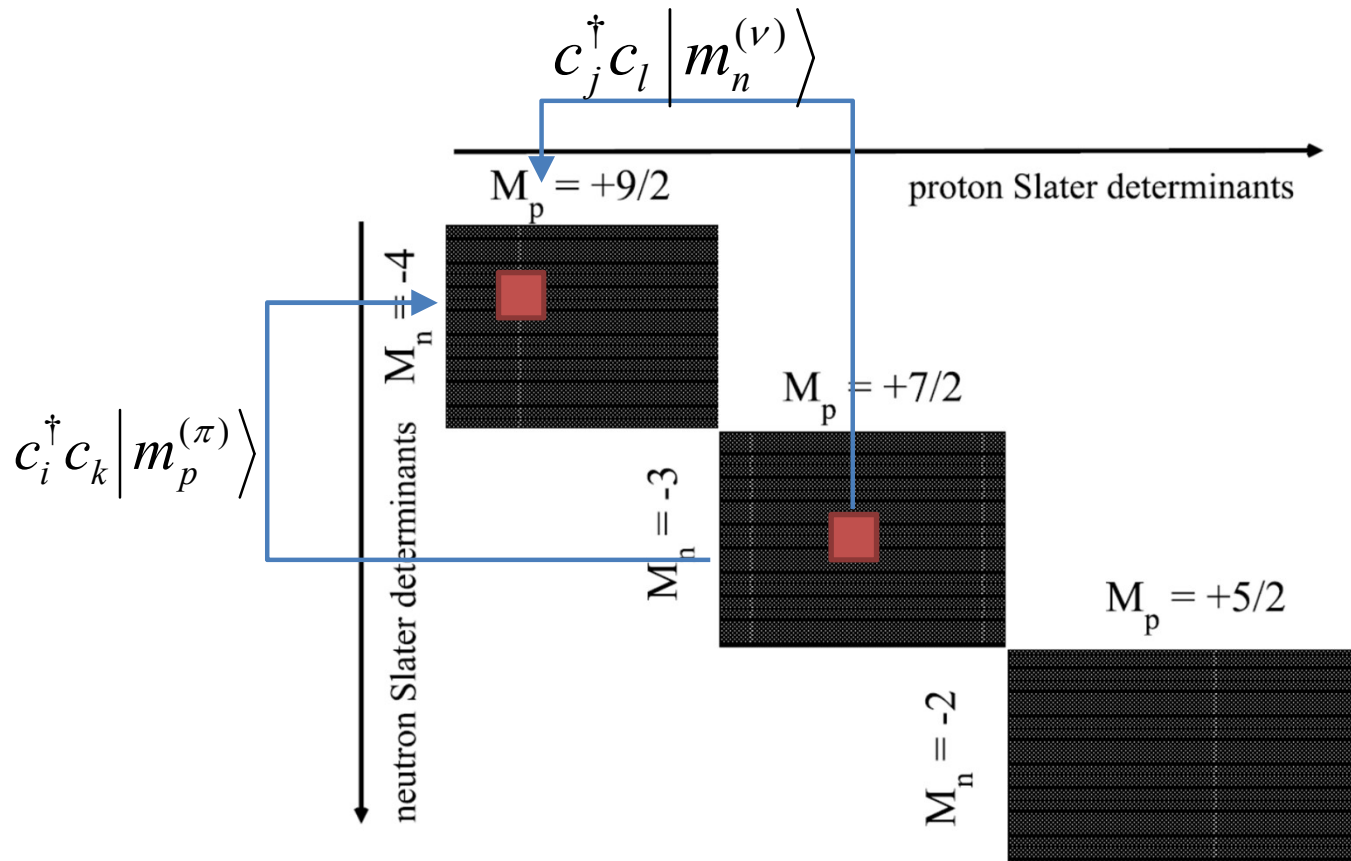 c_j^† c_l |m_n^(ν)⟩
proton Slater determinants
M_p = +9/2
M_n = -4
M_p = +7/2
c_i^† c_k |m_p^(π)⟩
neutron Slater determinants
M_n = -3
M_p = +5/2
M_n = -2